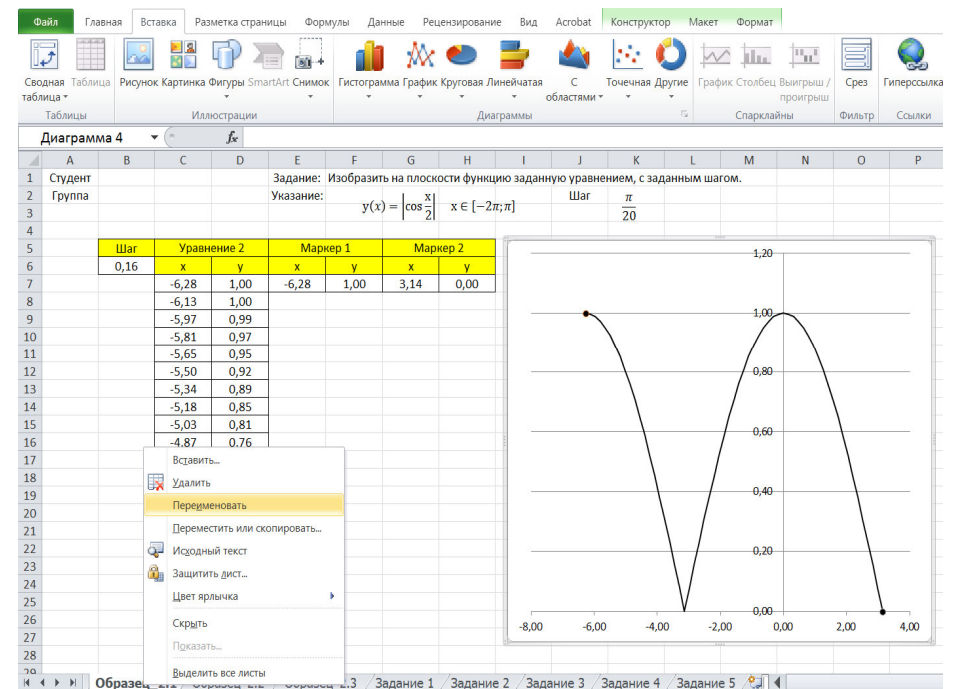 Файл Главная Вставка Разметка страницы Формулы Данные Рецензирование Вид Acrobat Конструктор Макет Формат
Сводная таблица Таблица Рисунок Картинка Фигуры SmartArt Снимок Гистограмма График Круговая Линейчатая С областями Точечная Другие График Столбец Выигрыш / проигрыш Срез Гиперссылка
Таблицы Иллюстрации Диаграммы Спарклайны Фильтр Ссылки
Диаграмма 4 fx
A B C D E F G H I J K L M N O P
1 Студент Задание: Изобразить на плоскости функцию заданную уравнением, с заданным шагом.
2 Группа Указание: y(x) = |cos x/2| x ∈ [−2π; π] Шаг π/20
3
4
5 Шаг Уравнение 2 Маркер 1 Маркер 2
6 0,16 x y x y x y
7 -6,28 1,00 -6,28 1,00 3,14 0,00
8 -6,13 1,00
9 -5,97 0,99
10 -5,81 0,97
11 -5,65 0,95
12 -5,50 0,92
13 -5,34 0,89
14 -5,18 0,85
15 -5,03 0,81
16 -4,87 0,76
17
18
19
20
21
22
23
24
25
26
27
28
29
Вставить...
Удалить
Переименовать
Переместить или скопировать...
Исходный текст
Защитить лист...
Цвет ярлычка
Скрыть
Показать...
Выделить все листы
1,20
1,00
0,80
0,60
0,40
0,20
0,00
-8,00 -6,00 -4,00 -2,00 0,00 2,00 4,00
Образец_2.1 Образец_2.2 Образец_2.3 Задание 1 Задание 2 Задание 3 Задание 4 Задание 5